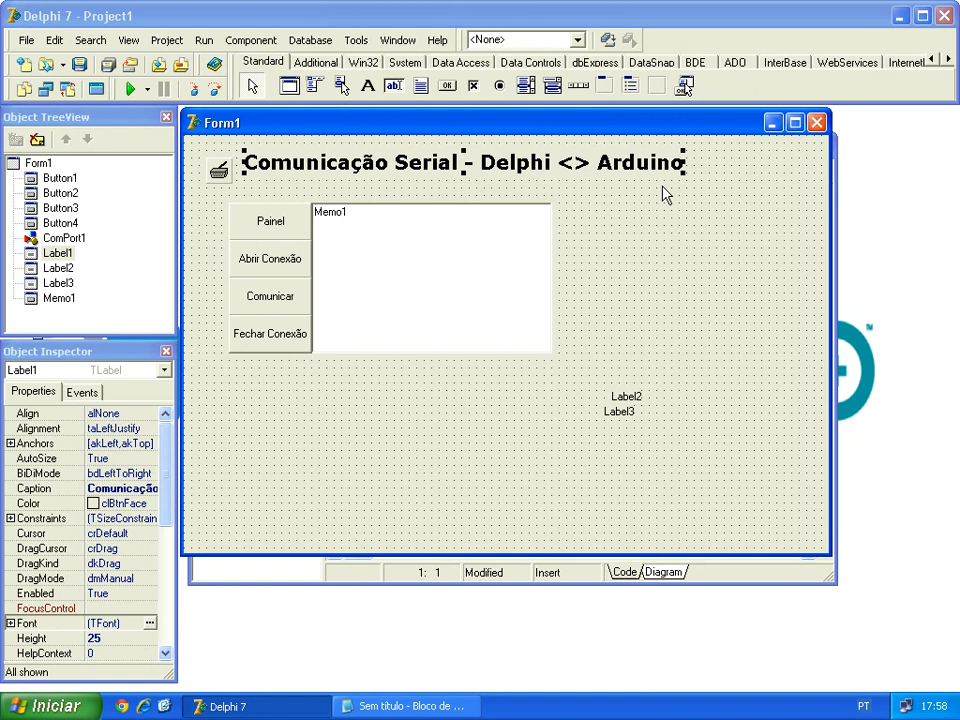 Delphi 7 - Project1
File Edit Search View Project Run Component Database Tools Window Help <None>
Standard Additional Win32 System Data Access Data Controls dbExpress DataSnap BDE ADO InterBase WebServices Internet
Object TreeView
Form1
Button1
Button2
Button3
Button4
ComPort1
Label1
Label2
Label3
Memo1
Form1
Comunicação Serial - Delphi <> Arduino
Painel
Abrir Conexão
Comunicar
Fechar Conexão
Memo1
Label2
Label3
TM
Object Inspector
Label1 TLabel
Properties Events
Align alNone
Alignment taLeftJustify
Anchors [akLeft,akTop]
AutoSize True
BiDiMode bdLeftToRight
Caption Comunicação
Color clBtnFace
Constraints (TSizeConstrain
Cursor crDefault
DragCursor crDrag
DragKind dkDrag
DragMode dmManual
Enabled True
FocusControl
Font (TFont) ...
Height 25
HelpContext 0
All shown
1: 1 Modified Insert Code Diagram
Iniciar
7 Delphi 7
Sem título - Bloco de ...
PT
17:58